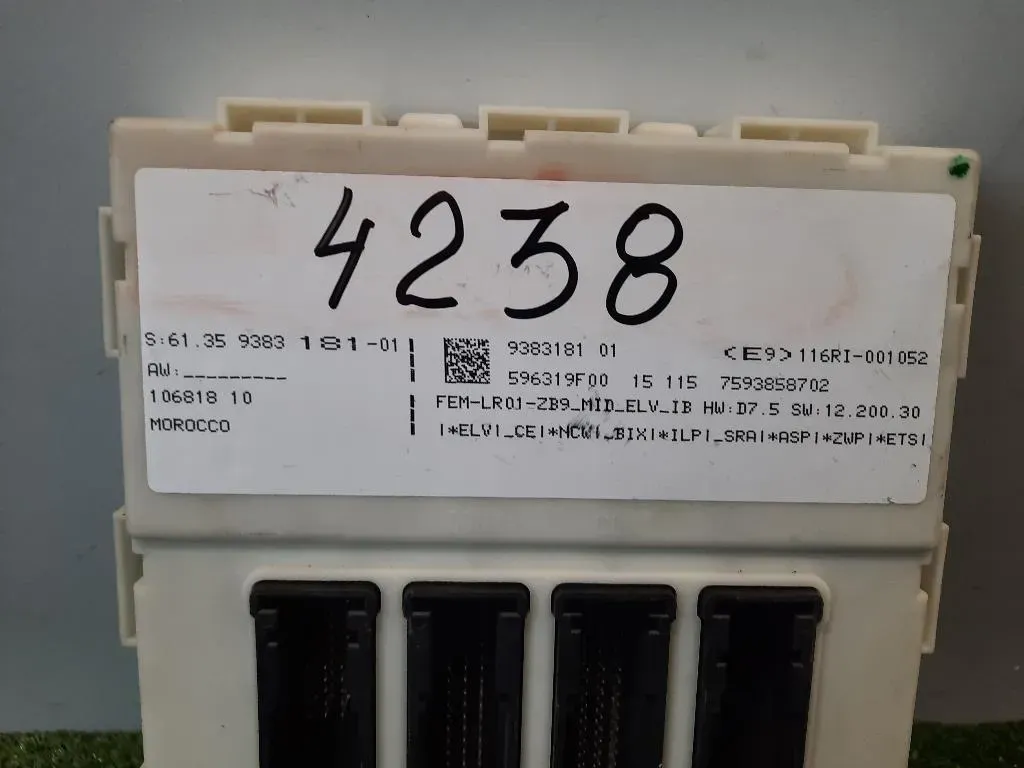 4238
S:61.35 9383 181-01
AW:_________
106818 10
MOROCCO
9383181 01 <E9>116RI-001052
596319F00 15 115 7593858702
FEM-LR01-ZB9_MID_ELV_IB HW:D7.5 SW:12.200.30
|*ELV|_CE|*NCW|_BIX|*ILP|_SRA|*ASP|*ZWP|*ETS|